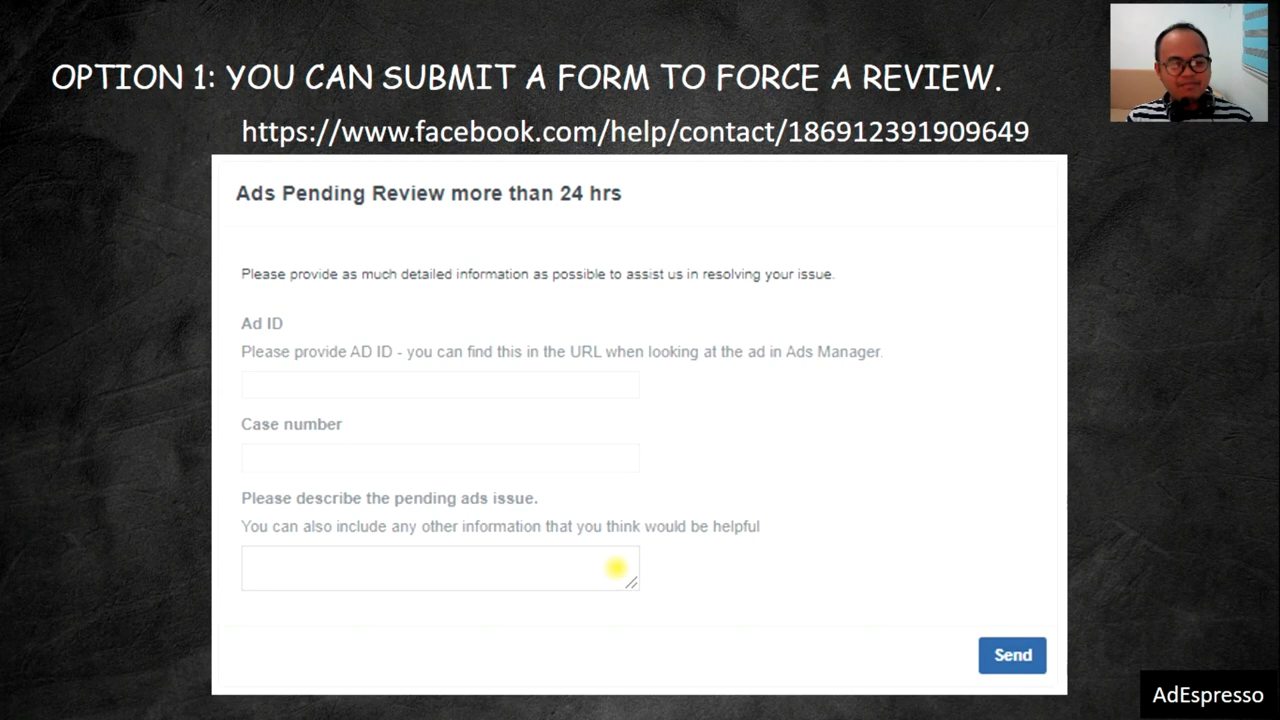 OPTION 1: YOU CAN SUBMIT A FORM TO FORCE A REVIEW.
https://www.facebook.com/help/contact/186912391909649
Ads Pending Review more than 24 hrs
Please provide as much detailed information as possible to assist us in resolving your issue.
Ad ID
Please provide AD ID - you can find this in the URL when looking at the ad in Ads Manager.
Case number
Please describe the pending ads issue.
You can also include any other information that you think would be helpful
Send
AdEspresso